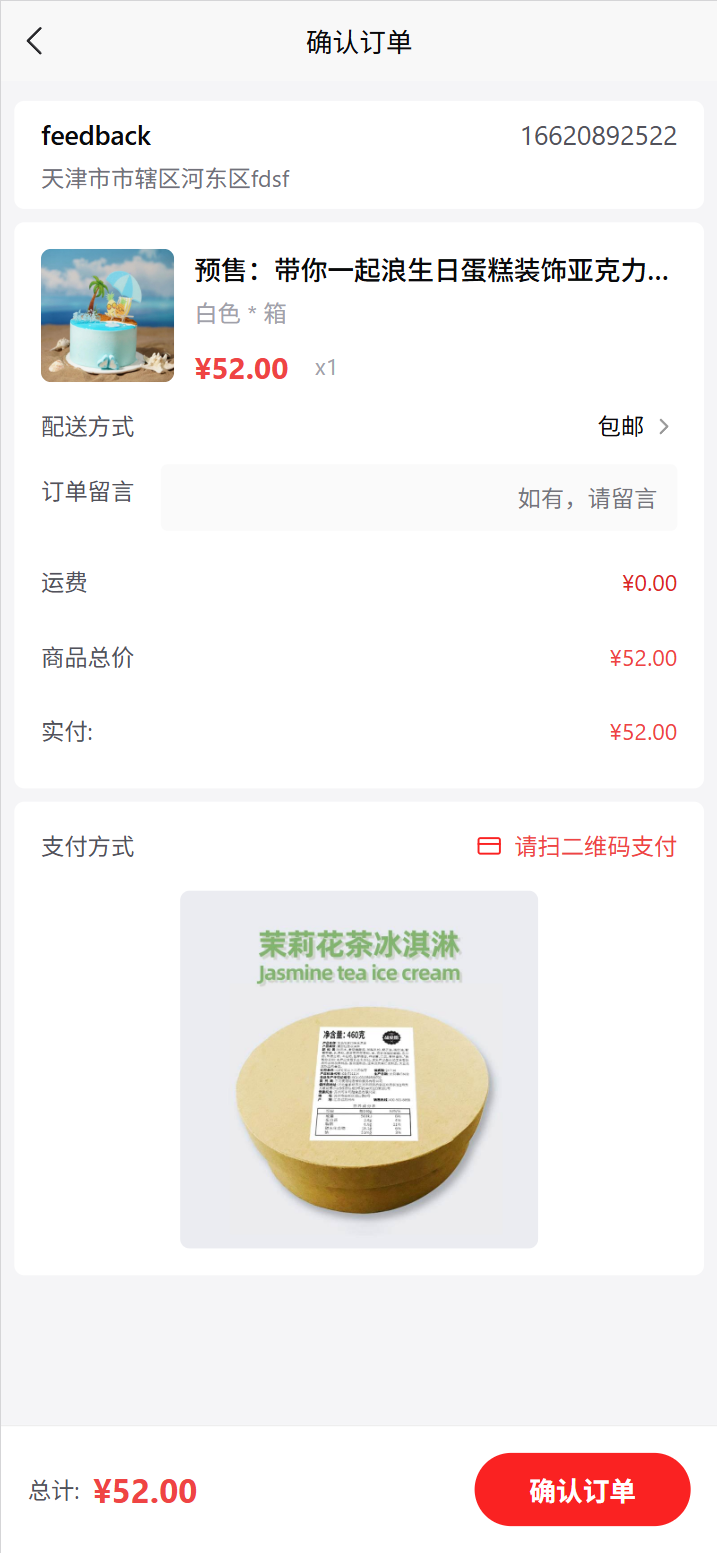 确认订单
feedback
16620892522
天津市市辖区河东区fdsf
预售：带你一起浪生日蛋糕装饰亚克力...
白色 * 箱
¥52.00 x1
配送方式 包邮
订单留言 如有，请留言
运费 ¥0.00
商品总价 ¥52.00
实付: ¥52.00
支付方式 请扫二维码支付
茉莉花茶冰淇淋
Jasmine tea ice cream
净含量: 460克
总计: ¥52.00 确认订单